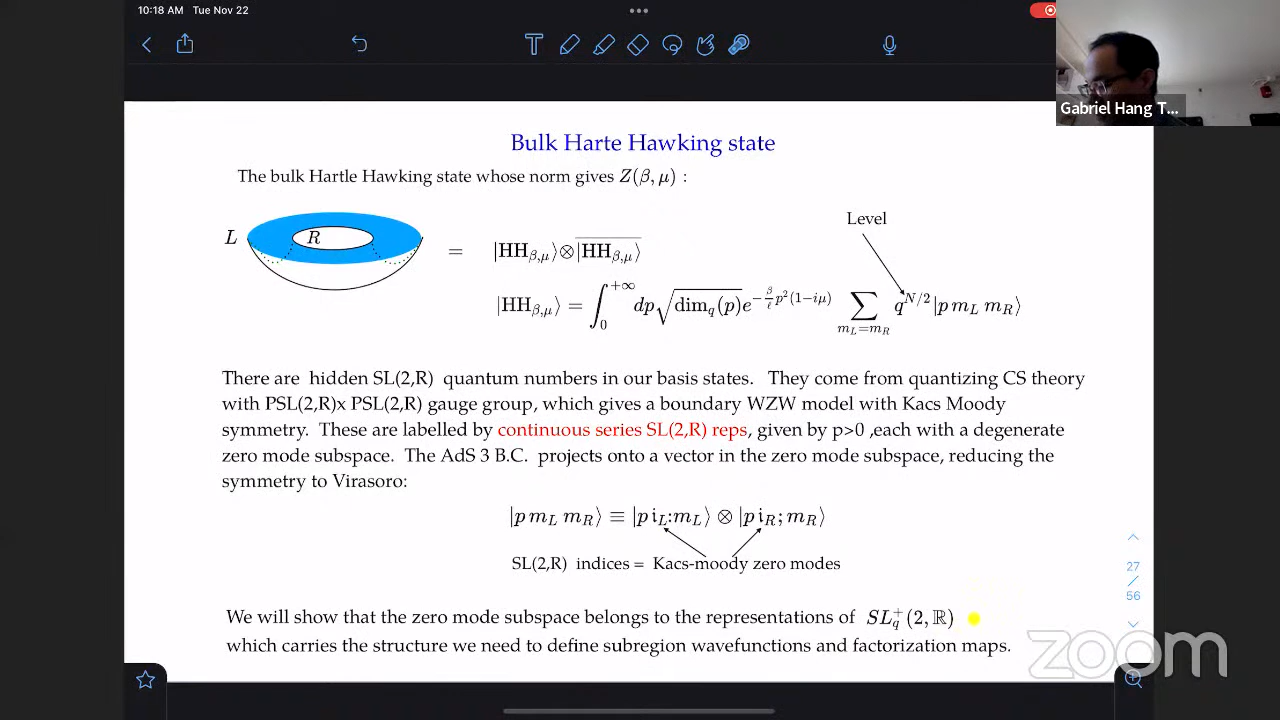 10:18 AM Tue Nov 22
Gabriel Hang T...
Bulk Harte Hawking state
The bulk Hartle Hawking state whose norm gives Z(β, μ) :
Level
L
R
= |HH_{β,μ}⟩⊗\overline{|HH_{β,μ}⟩}
|HH_{β,μ}⟩ = ∫_0^{+∞} dp √(dim_q(p)) e^{−\frac{β}{ℓ}p²(1−iμ)} ∑_{m_L=m_R} q^{N/2}|p m_L m_R⟩
There are hidden SL(2,R) quantum numbers in our basis states. They come from quantizing CS theory
with PSL(2,R)x PSL(2,R) gauge group, which gives a boundary WZW model with Kacs Moody
symmetry. These are labelled by continuous series SL(2,R) reps, given by p>0 ,each with a degenerate
zero mode subspace. The AdS 3 B.C. projects onto a vector in the zero mode subspace, reducing the
symmetry to Virasoro:
|p m_L m_R⟩ ≡ |p i_L:m_L⟩ ⊗ |p i_R; m_R⟩
SL(2,R) indices = Kacs-moody zero modes
27
/
56
We will show that the zero mode subspace belongs to the representations of SL_q^+(2, ℝ)
which carries the structure we need to define subregion wavefunctions and factorization maps.
zoom